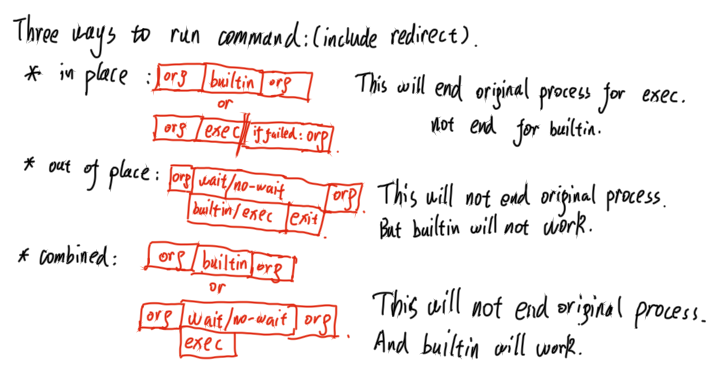 Three ways to run command: (include redirect).
* in place : org builtin org
or
org exec if failed: org
This will end original process for exec.
not end for builtin.
* out of place: org wait/no-wait org
builtin/exec exit
This will not end original process.
But builtin will not work.
* combined: org builtin org
or
org wait/no-wait org
exec
This will not end original process.
And builtin will work.